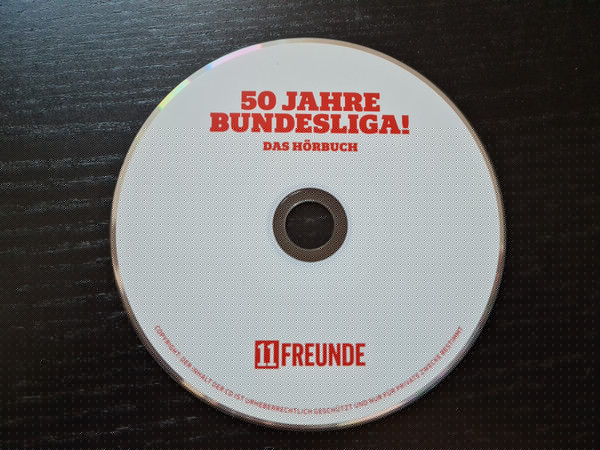 50 JAHRE
BUNDESLIGA!
DAS HÖRBUCH
11FREUNDE
COPYRIGHT: DER INHALT DER CD IST URHEBERRECHTLICH GESCHÜTZT UND NUR FÜR PRIVATE ZWECKE BESTIMMT